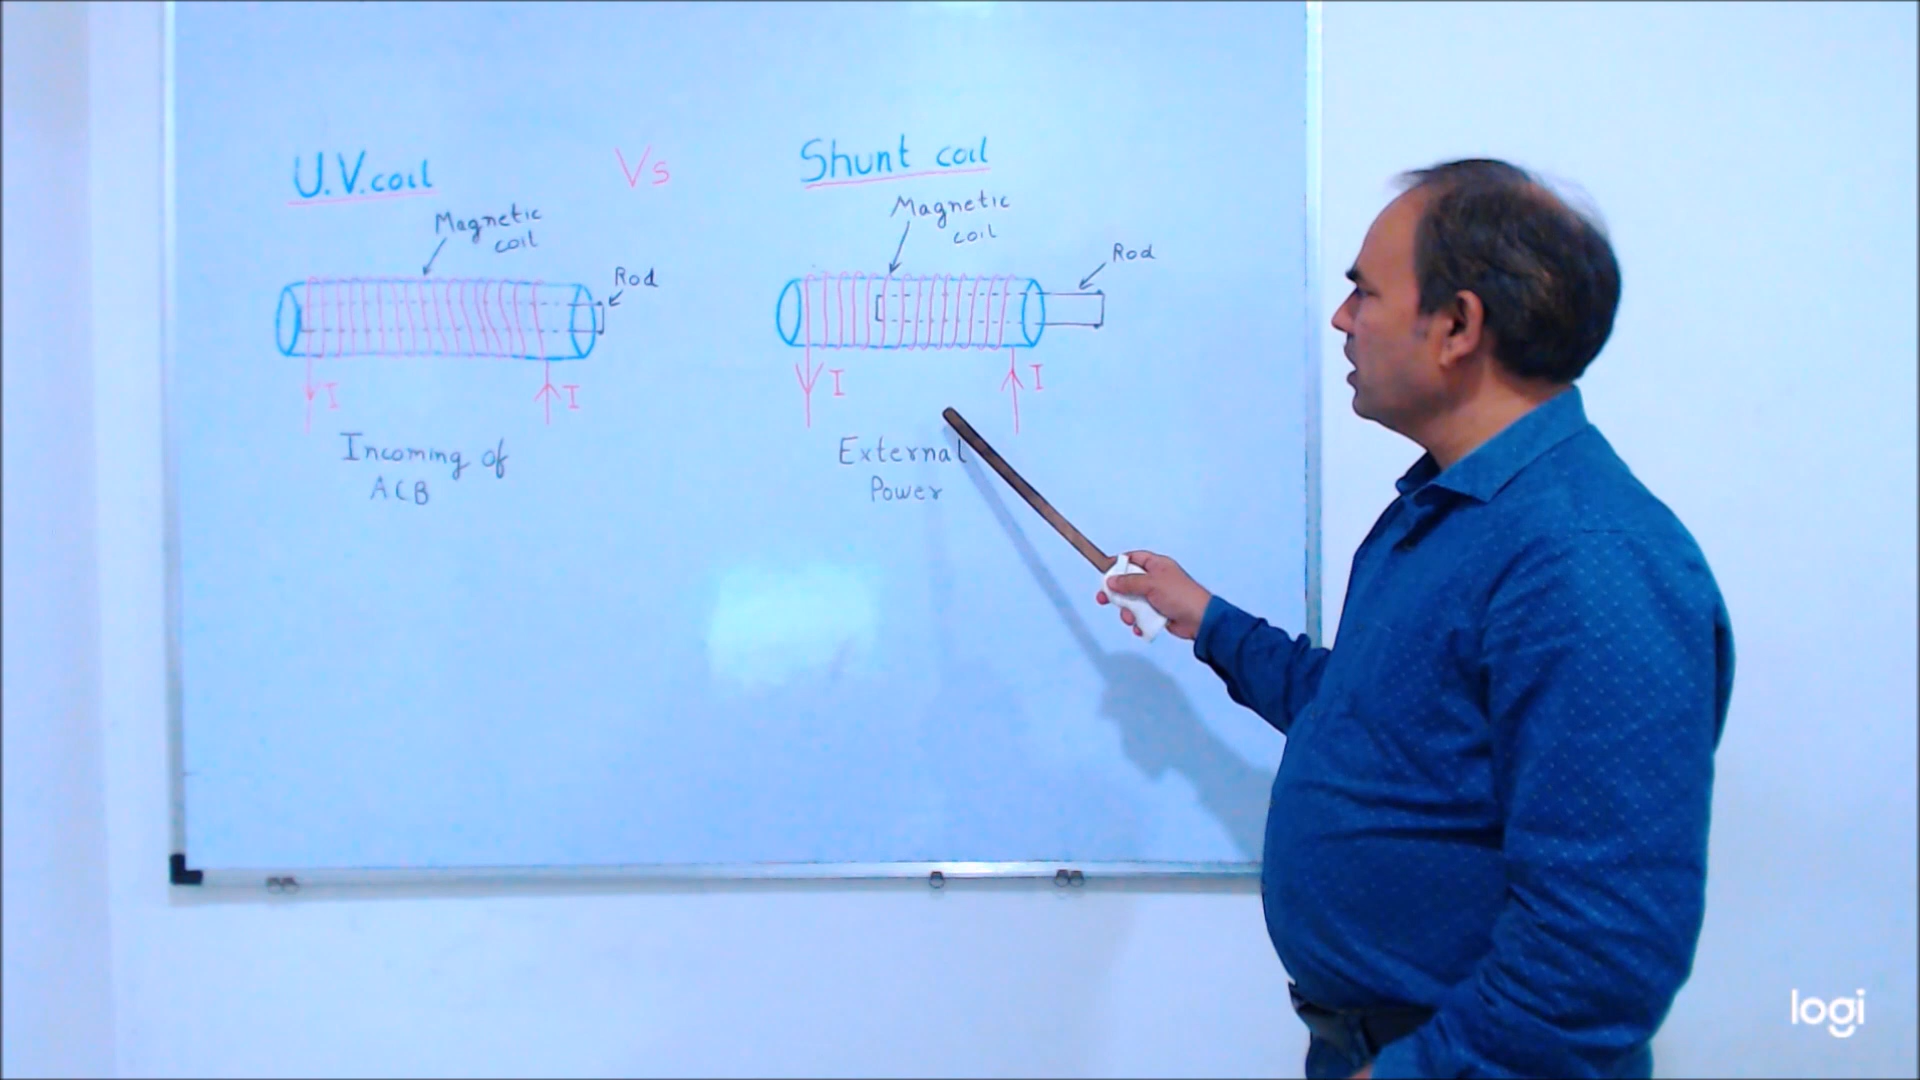 U.V.coil
Vs
Shunt coil
Magnetic
coil
Rod
I
I
Incoming of
ACB
Magnetic
coil
Rod
I
I
External
Power
logi